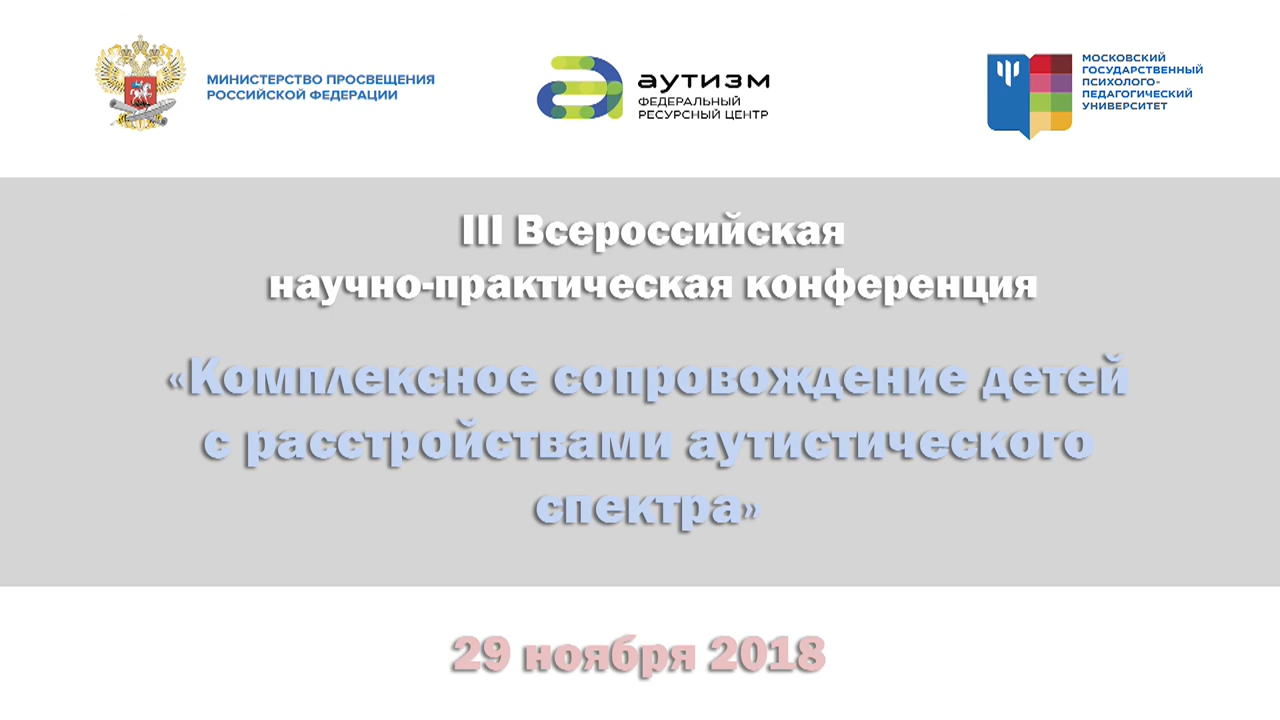 МИНИСТЕРСТВО ПРОСВЕЩЕНИЯ
РОССИЙСКОЙ ФЕДЕРАЦИИ
аутизм
ФЕДЕРАЛЬНЫЙ
РЕСУРСНЫЙ ЦЕНТР
МОСКОВСКИЙ
ГОСУДАРСТВЕННЫЙ
ПСИХОЛОГО-
ПЕДАГОГИЧЕСКИЙ
УНИВЕРСИТЕТ
III Всероссийская
научно-практическая конференция
«Комплексное сопровождение детей
с расстройствами аутистического
спектра»
29 ноября 2018